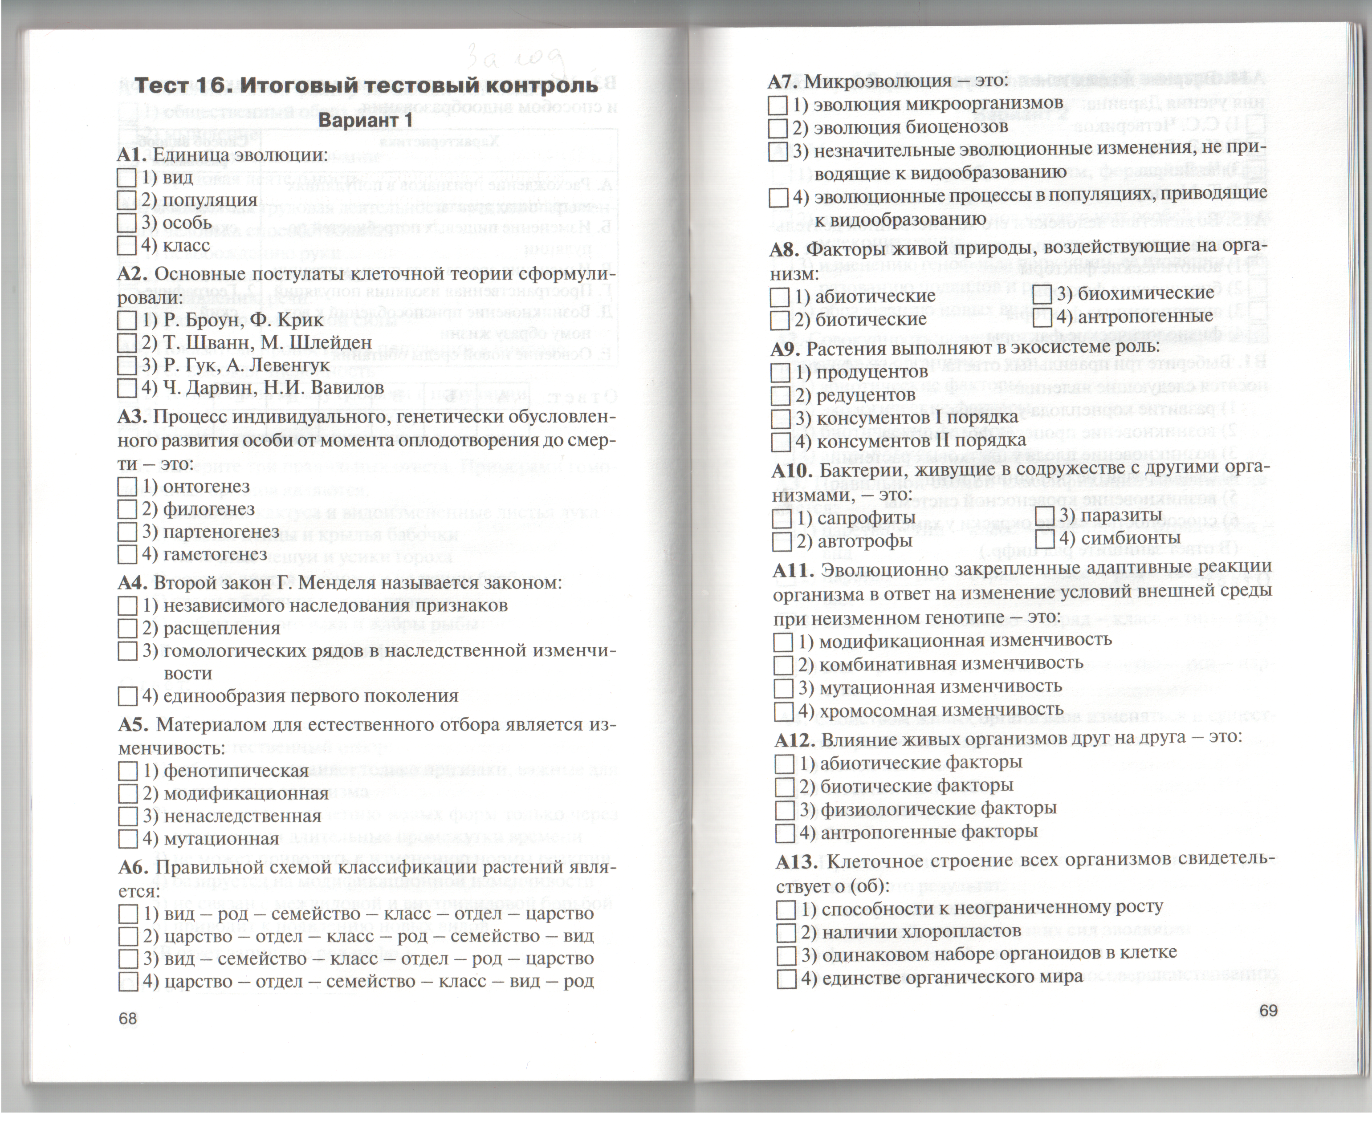 За год
Тест 16. Итоговый тестовый контроль
Вариант 1
А1. Единица эволюции:
1) вид
2) популяция
3) особь
4) класс
А2. Основные постулаты клеточной теории сформули-
ровали:
1) Р. Броун, Ф. Крик
2) Т. Шванн, М. Шлейден
3) Р. Гук, А. Левенгук
4) Ч. Дарвин, Н.И. Вавилов
А3. Процесс индивидуального, генетически обусловлен-
ного развития особи от момента оплодотворения до смер-
ти – это:
1) онтогенез
2) филогенез
3) партеногенез
4) гаметогенез
А4. Второй закон Г. Менделя называется законом:
1) независимого наследования признаков
2) расщепления
3) гомологических рядов в наследственной изменчи-
вости
4) единообразия первого поколения
А5. Материалом для естественного отбора является из-
менчивость:
1) фенотипическая
2) модификационная
3) ненаследственная
4) мутационная
А6. Правильной схемой классификации растений явля-
ется:
1) вид – род – семейство – класс – отдел – царство
2) царство – отдел – класс – род – семейство – вид
3) вид – семейство – класс – отдел – род – царство
4) царство – отдел – семейство – класс – вид – род
68
А7. Микроэволюция – это:
1) эволюция микроорганизмов
2) эволюция биоценозов
3) незначительные эволюционные изменения, не при-
водящие к видообразованию
4) эволюционные процессы в популяциях, приводящие
к видообразованию
А8. Факторы живой природы, воздействующие на орга-
низм:
1) абиотические 3) биохимические
2) биотические 4) антропогенные
А9. Растения выполняют в экосистеме роль:
1) продуцентов
2) редуцентов
3) консументов I порядка
4) консументов II порядка
А10. Бактерии, живущие в содружестве с другими орга-
низмами, – это:
1) сапрофиты 3) паразиты
2) автотрофы 4) симбионты
А11. Эволюционно закрепленные адаптивные реакции
организма в ответ на изменение условий внешней среды
при неизменном генотипе – это:
1) модификационная изменчивость
2) комбинативная изменчивость
3) мутационная изменчивость
4) хромосомная изменчивость
А12. Влияние живых организмов друг на друга – это:
1) абиотические факторы
2) биотические факторы
3) физиологические факторы
4) антропогенные факторы
А13. Клеточное строение всех организмов свидетель-
ствует о (об):
1) способности к неограниченному росту
2) наличии хлоропластов
3) одинаковом наборе органоидов в клетке
4) единстве органического мира
69